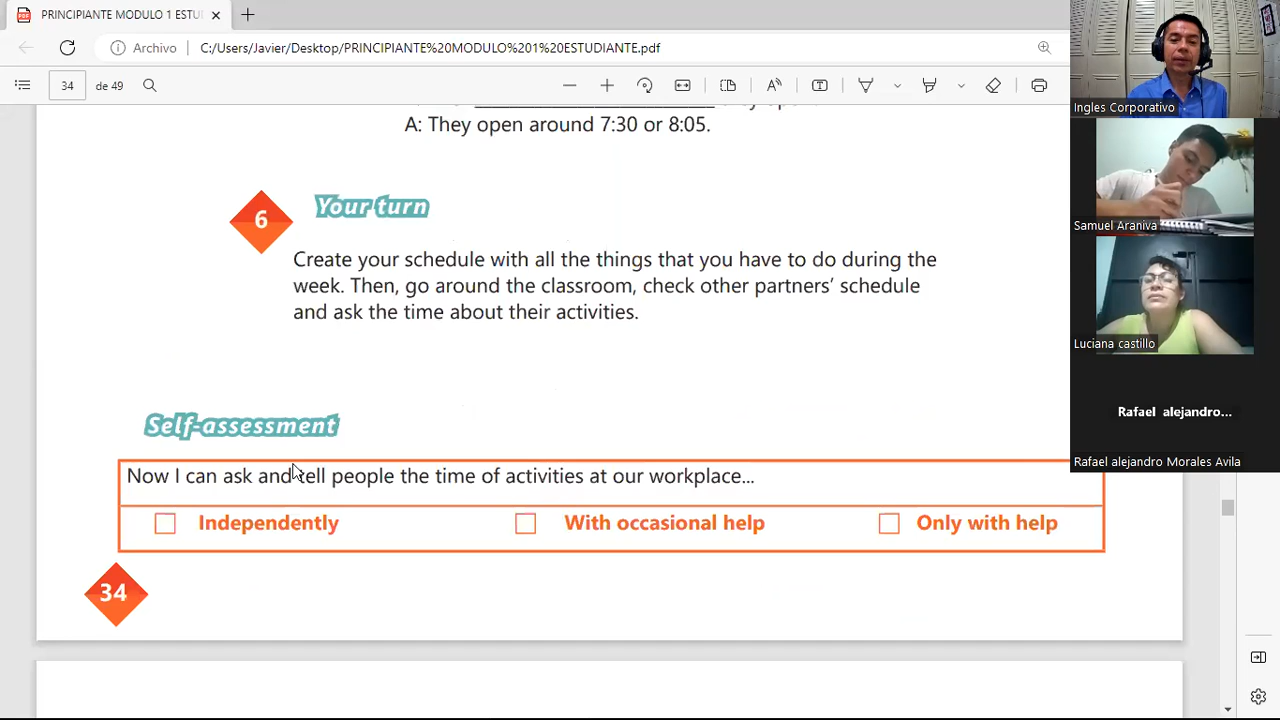 PRINCIPIANTE MODULO 1 ESTU
Archivo
C:/Users/Javier/Desktop/PRINCIPIANTE%20MODULO%201%20ESTUDIANTE.pdf
34
de 49
A: They open around 7:30 or 8:05.
6
Your turn
Create your schedule with all the things that you have to do during the
week. Then, go around the classroom, check other partners’ schedule
and ask the time about their activities.
Self-assessment
Now I can ask and tell people the time of activities at our workplace...
Independently
With occasional help
Only with help
34
Ingles Corporativo
Samuel Araniva
Luciana castillo
Rafael alejandro...
Rafael alejandro Morales Avila